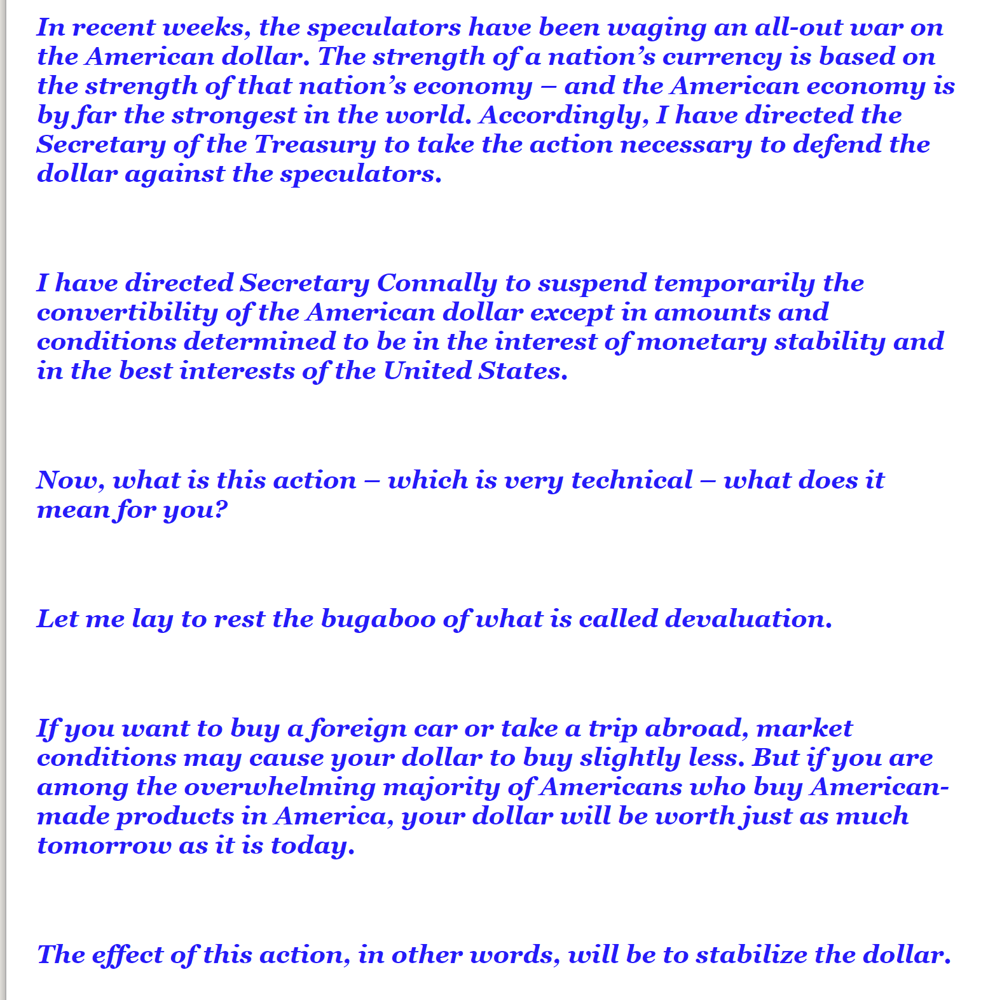 In recent weeks, the speculators have been waging an all-out war on
the American dollar. The strength of a nation’s currency is based on
the strength of that nation’s economy – and the American economy is
by far the strongest in the world. Accordingly, I have directed the
Secretary of the Treasury to take the action necessary to defend the
dollar against the speculators.
I have directed Secretary Connally to suspend temporarily the
convertibility of the American dollar except in amounts and
conditions determined to be in the interest of monetary stability and
in the best interests of the United States.
Now, what is this action – which is very technical – what does it
mean for you?
Let me lay to rest the bugaboo of what is called devaluation.
If you want to buy a foreign car or take a trip abroad, market
conditions may cause your dollar to buy slightly less. But if you are
among the overwhelming majority of Americans who buy American-
made products in America, your dollar will be worth just as much
tomorrow as it is today.
The effect of this action, in other words, will be to stabilize the dollar.